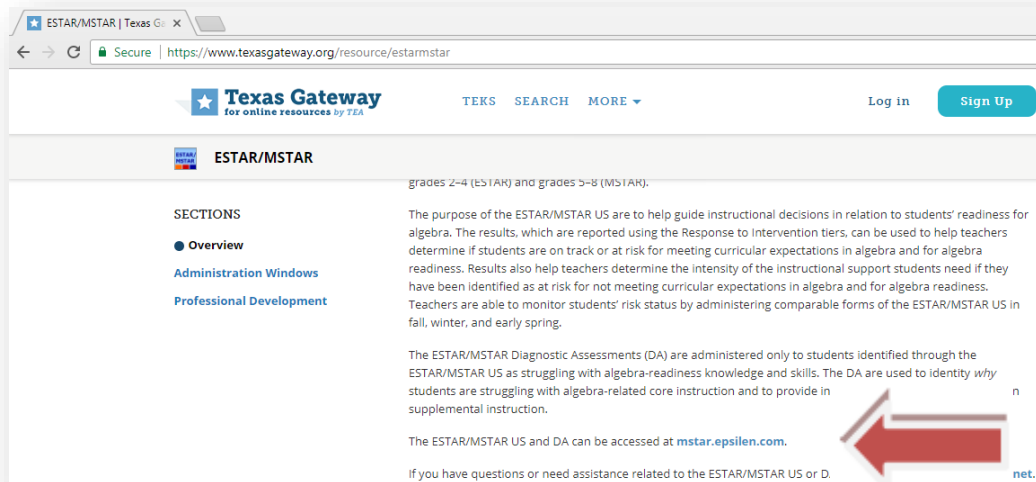 ESTAR/MSTAR | Texas Ga
Secure | https://www.texasgateway.org/resource/estarmstar
Texas Gateway
for online resources by TEA
TEKS SEARCH MORE
Log in
Sign Up
ESTAR/
MSTAR
ESTAR/MSTAR
grades 2–4 (ESTAR) and grades 5–8 (MSTAR).
SECTIONS
Overview
Administration Windows
Professional Development
The purpose of the ESTAR/MSTAR US are to help guide instructional decisions in relation to students' readiness for
algebra. The results, which are reported using the Response to Intervention tiers, can be used to help teachers
determine if students are on track or at risk for meeting curricular expectations in algebra and for algebra
readiness. Results also help teachers determine the intensity of the instructional support students need if they
have been identified as at risk for not meeting curricular expectations in algebra and for algebra readiness.
Teachers are able to monitor students' risk status by administering comparable forms of the ESTAR/MSTAR US in
fall, winter, and early spring.
The ESTAR/MSTAR Diagnostic Assessments (DA) are administered only to students identified through the
ESTAR/MSTAR US as struggling with algebra-readiness knowledge and skills. The DA are used to identity why
students are struggling with algebra-related core instruction and to provide in n
supplemental instruction.
The ESTAR/MSTAR US and DA can be accessed at mstar.epsilen.com.
If you have questions or need assistance related to the ESTAR/MSTAR US or D net.